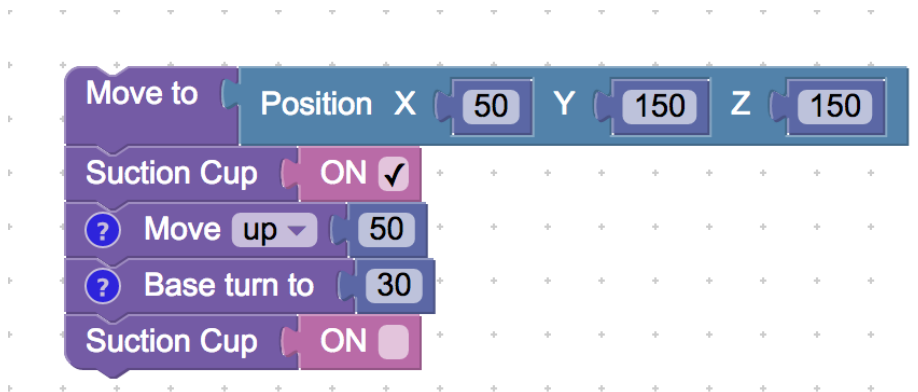 Move to Position X 50 Y 150 Z 150
Suction Cup ON ✓
? Move up 50
? Base turn to 30
Suction Cup ON